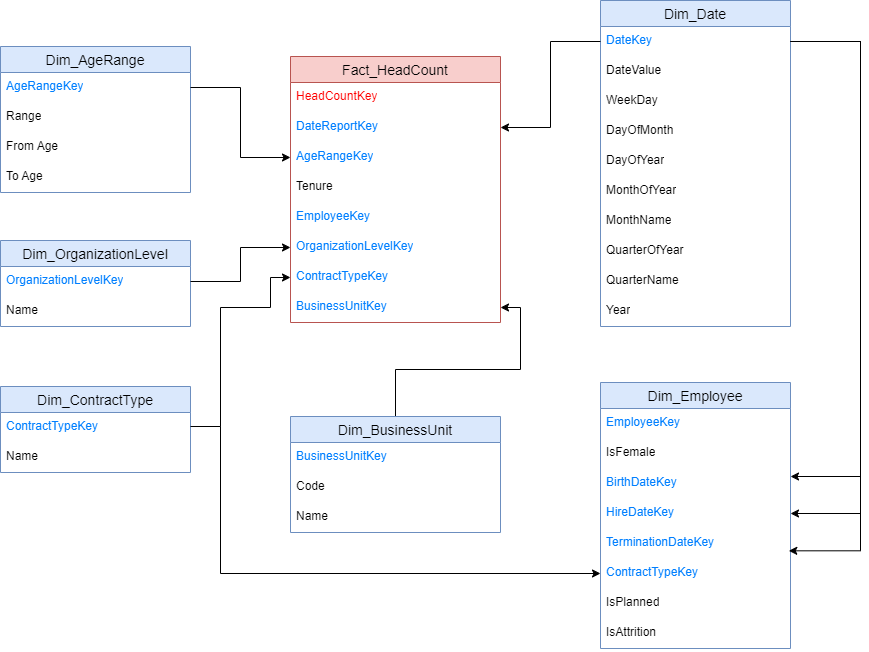 Dim_AgeRange
AgeRangeKey
Range
From Age
To Age
Dim_OrganizationLevel
OrganizationLevelKey
Name
Dim_ContractType
ContractTypeKey
Name
Fact_HeadCount
HeadCountKey
DateReportKey
AgeRangeKey
Tenure
EmployeeKey
OrganizationLevelKey
ContractTypeKey
BusinessUnitKey
Dim_BusinessUnit
BusinessUnitKey
Code
Name
Dim_Date
DateKey
DateValue
WeekDay
DayOfMonth
DayOfYear
MonthOfYear
MonthName
QuarterOfYear
QuarterName
Year
Dim_Employee
EmployeeKey
IsFemale
BirthDateKey
HireDateKey
TerminationDateKey
ContractTypeKey
IsPlanned
IsAttrition